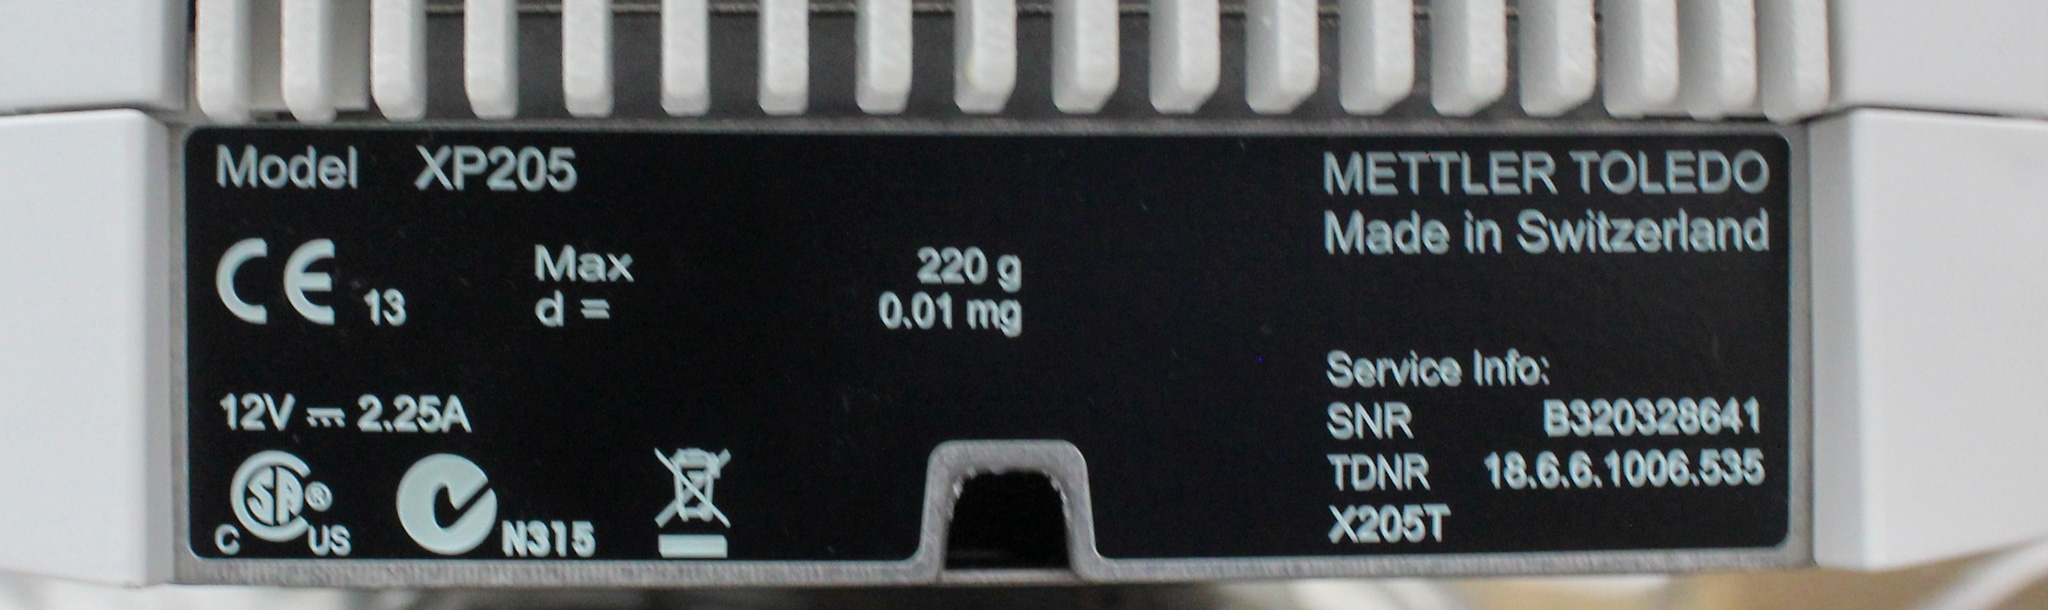 Model XP205
METTLER TOLEDO
Made in Switzerland
CE 13
Max 220 g
d = 0.01 mg
12V ⎓ 2.25A
Service Info:
SNR B320328641
TDNR 18.6.6.1006.535
X205T
C SA® US
N315